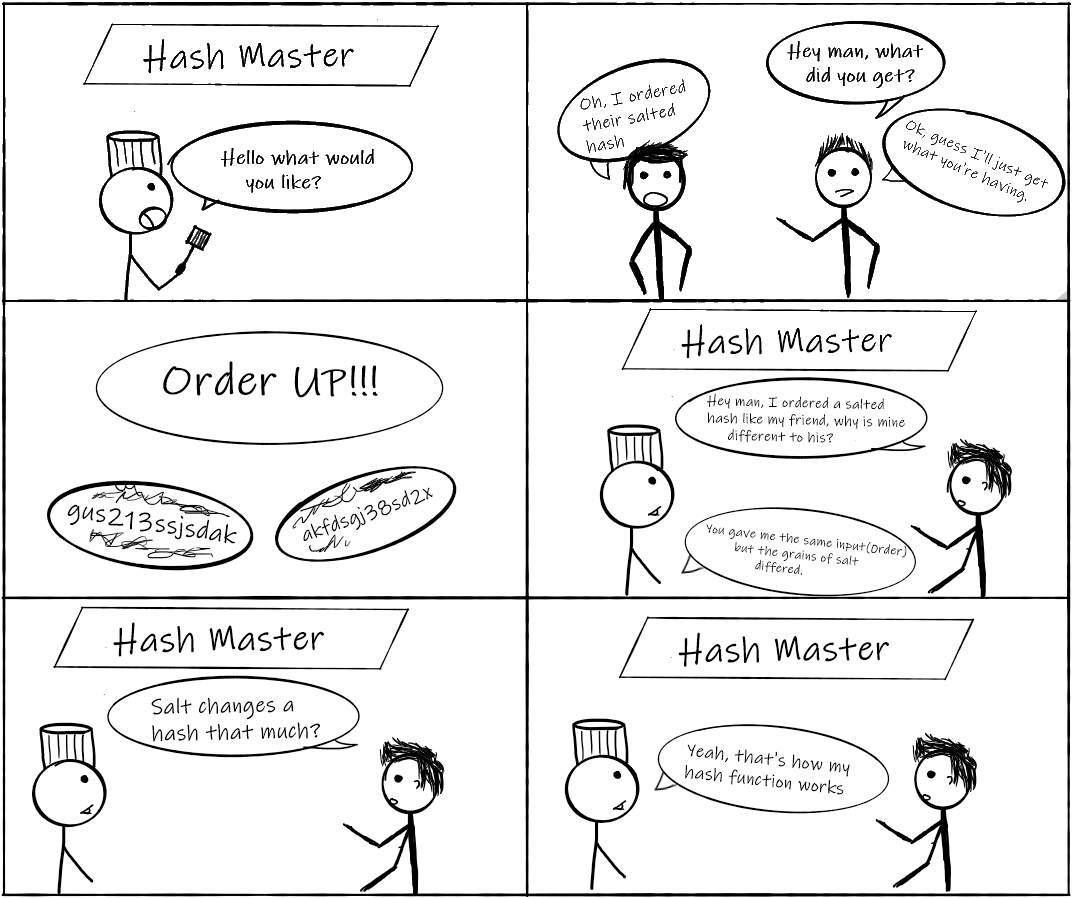 Hash Master
Hello what would
you like?
Hey man, what
did you get?
Oh, I ordered
their salted
hash
Ok, guess I'll just get
what you're having.
Order UP!!!
gus213ssjsdak
akfdsgj38sd2x
Hash Master
Hey man, I ordered a salted
hash like my friend, why is mine
different to his?
You gave me the same input(Order)
but the grains of salt
differed.
Hash Master
Salt changes a
hash that much?
Hash Master
Yeah, that's how my
hash function works